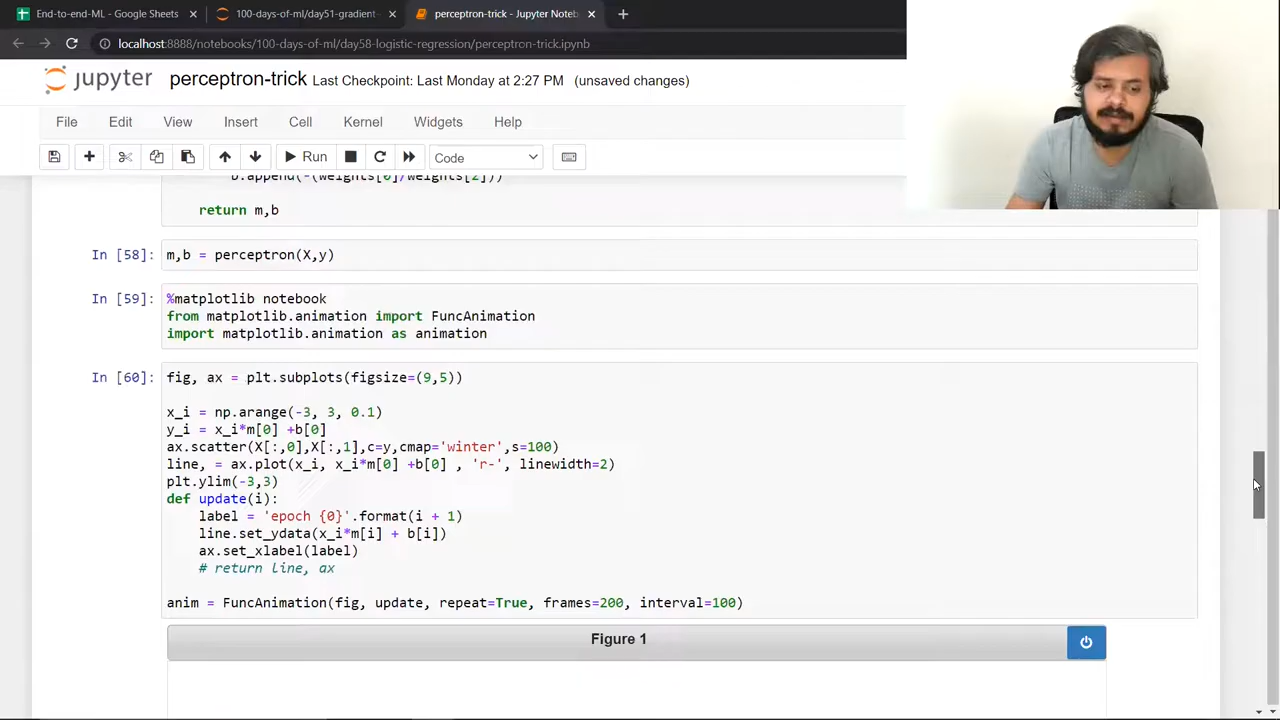 End-to-end-ML - Google Sheets
100-days-of-ml/day51-gradient
perceptron-trick - Jupyter Noteb
localhost:8888/notebooks/100-days-of-ml/day58-logistic-regression/perceptron-trick.ipynb
jupyter perceptron-trick Last Checkpoint: Last Monday at 2:27 PM (unsaved changes)
File Edit View Insert Cell Kernel Widgets Help
Run Code
b.append(-(weights[0]/weights[2]))
return m,b
In [58]: m,b = perceptron(X,y)
In [59]: %matplotlib notebook
from matplotlib.animation import FuncAnimation
import matplotlib.animation as animation
In [60]: fig, ax = plt.subplots(figsize=(9,5))
x_i = np.arange(-3, 3, 0.1)
y_i = x_i*m[0] +b[0]
ax.scatter(X[:,0],X[:,1],c=y,cmap='winter',s=100)
line, = ax.plot(x_i, x_i*m[0] +b[0] , 'r-', linewidth=2)
plt.ylim(-3,3)
def update(i):
label = 'epoch {0}'.format(i + 1)
line.set_ydata(x_i*m[i] + b[i])
ax.set_xlabel(label)
# return line, ax
anim = FuncAnimation(fig, update, repeat=True, frames=200, interval=100)
Figure 1